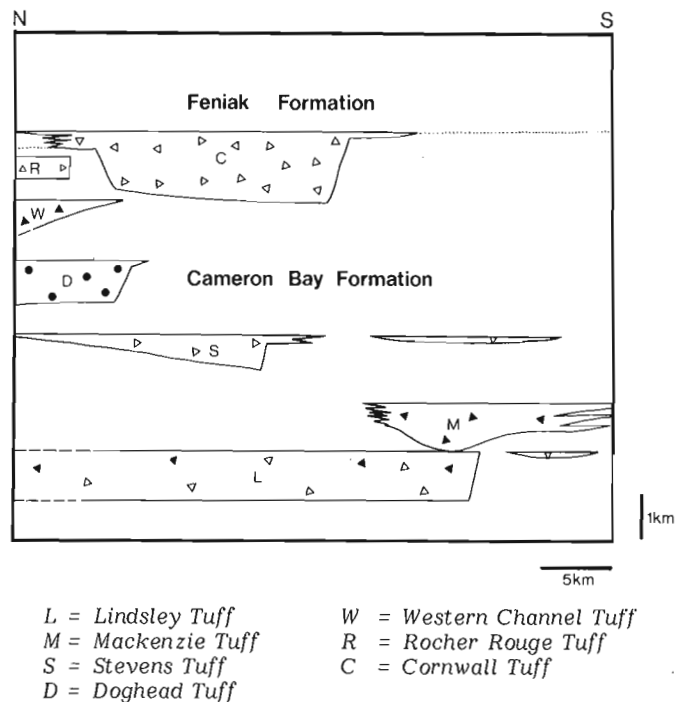 N S
Feniak Formation
C
R
W
D
Cameron Bay Formation
S
M
L
1km
5km
L = Lindsley Tuff
M = Mackenzie Tuff
S = Stevens Tuff
D = Doghead Tuff
W = Western Channel Tuff
R = Rocher Rouge Tuff
C = Cornwall Tuff